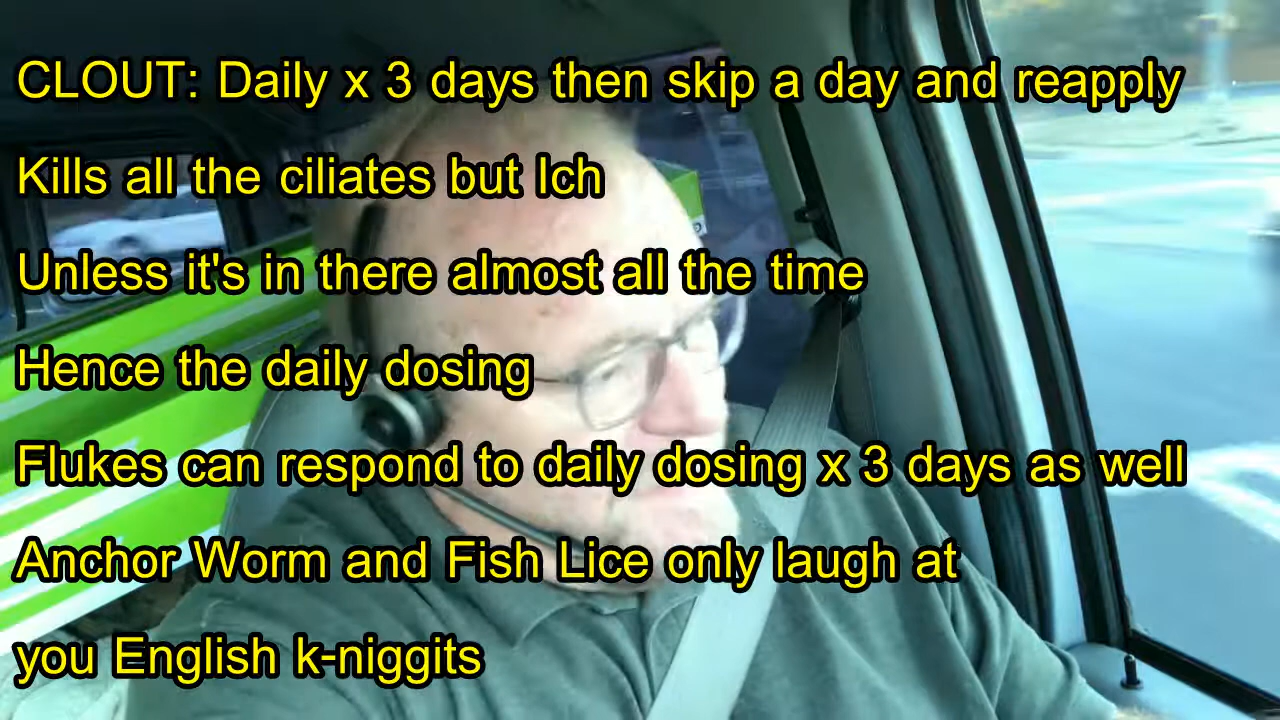 CLOUT: Daily x 3 days then skip a day and reapply
Kills all the ciliates but Ich
Unless it's in there almost all the time
Hence the daily dosing
Flukes can respond to daily dosing x 3 days as well
Anchor Worm and Fish Lice only laugh at
you English k-niggits